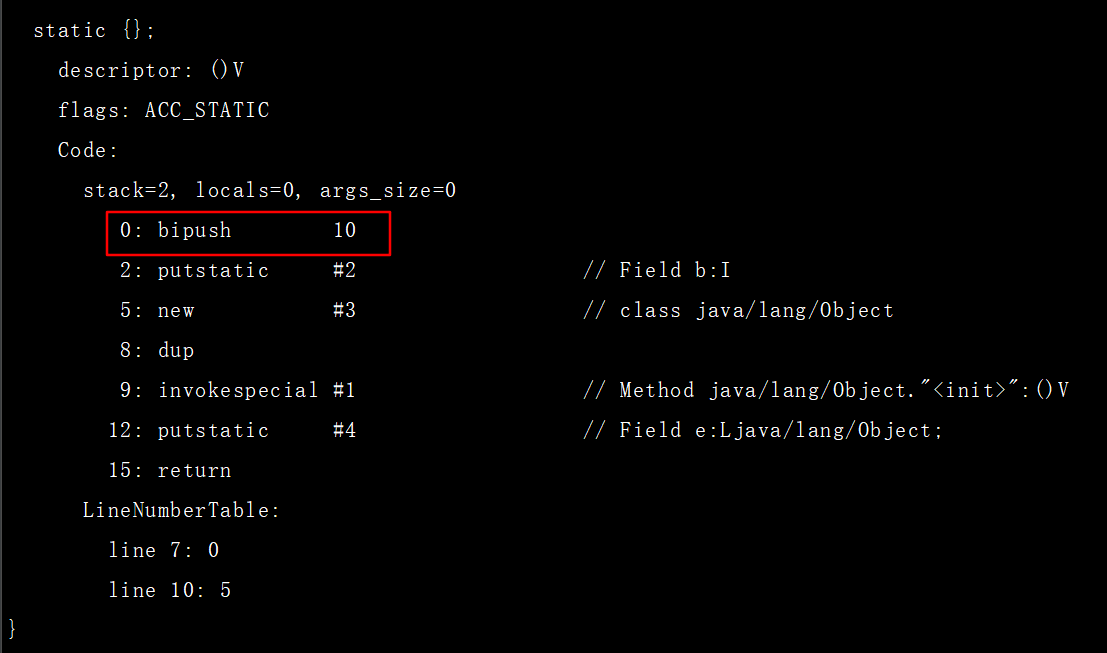 static {};
descriptor: ()V
flags: ACC_STATIC
Code:
stack=2, locals=0, args_size=0
0: bipush 10
2: putstatic #2 // Field b:I
5: new #3 // class java/lang/Object
8: dup
9: invokespecial #1 // Method java/lang/Object."<init>":()V
12: putstatic #4 // Field e:Ljava/lang/Object;
15: return
LineNumberTable:
line 7: 0
line 10: 5
}